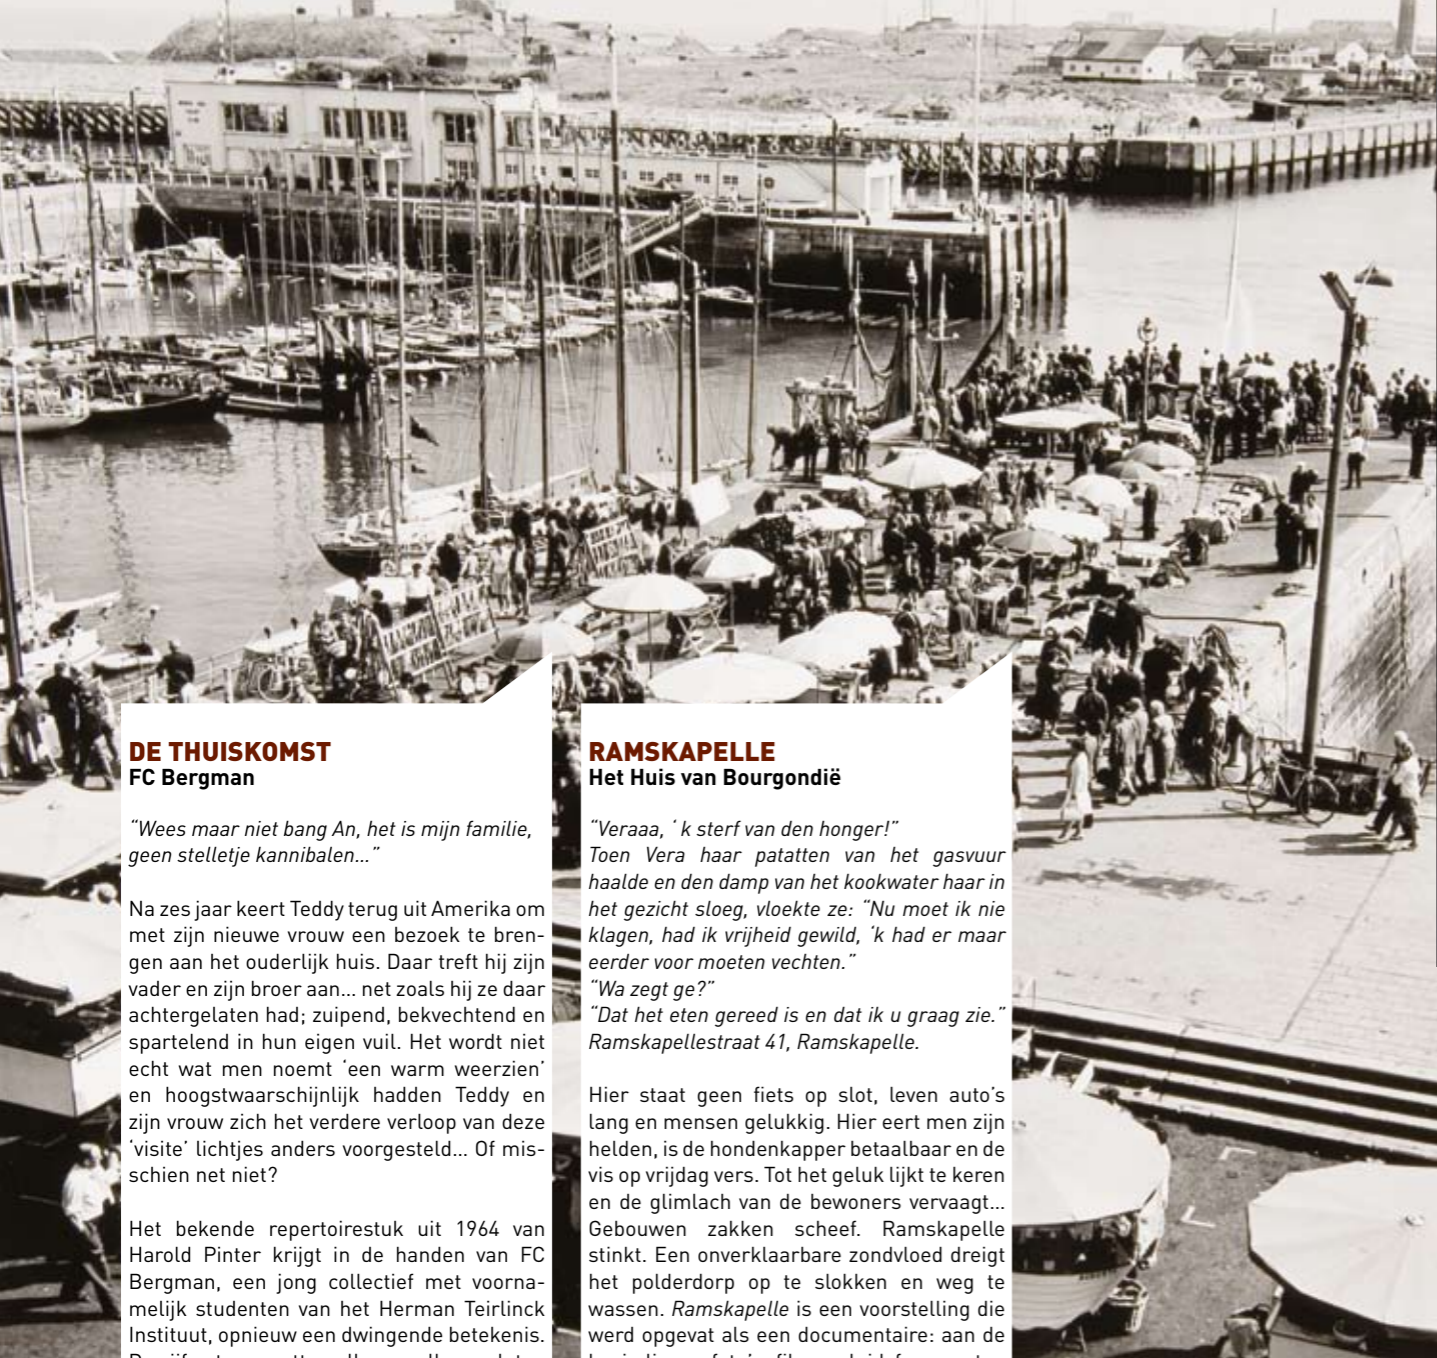 DE THUISKOMST
FC Bergman
“Wees maar niet bang An, het is mijn familie,
geen stelletje kannibalen...”
Na zes jaar keert Teddy terug uit Amerika om
met zijn nieuwe vrouw een bezoek te bren-
gen aan het ouderlijk huis. Daar treft hij zijn
vader en zijn broer aan... net zoals hij ze daar
achtergelaten had; zuipend, bekvechtend en
spartelend in hun eigen vuil. Het wordt niet
echt wat men noemt ‘een warm weerzien’
en hoogstwaarschijnlijk hadden Teddy en
zijn vrouw zich het verdere verloop van deze
‘visite’ lichtjes anders voorgesteld... Of mis-
schien net niet?
Het bekende repertoirestuk uit 1964 van
Harold Pinter krijgt in de handen van FC
Bergman, een jong collectief met voorna-
melijk studenten van het Herman Teirlinck
Instituut, opnieuw een dwingende betekenis.
RAMSKAPELLE
Het Huis van Bourgondië
“Veraaa, ‘ k sterf van den honger!”
Toen Vera haar patatten van het gasvuur
haalde en den damp van het kookwater haar in
het gezicht sloeg, vloekte ze: “Nu moet ik nie
klagen, had ik vrijheid gewild, ‘k had er maar
eerder voor moeten vechten.”
“Wa zegt ge?”
“Dat het eten gereed is en dat ik u graag zie.”
Ramskapellestraat 41, Ramskapelle.
Hier staat geen fiets op slot, leven auto’s
lang en mensen gelukkig. Hier eert men zijn
helden, is de hondenkapper betaalbaar en de
vis op vrijdag vers. Tot het geluk lijkt te keren
en de glimlach van de bewoners vervaagt...
Gebouwen zakken scheef. Ramskapelle
stinkt. Een onverklaarbare zondvloed dreigt
het polderdorp op te slokken en weg te
wassen. Ramskapelle is een voorstelling die
werd opgevat als een documentaire: aan de